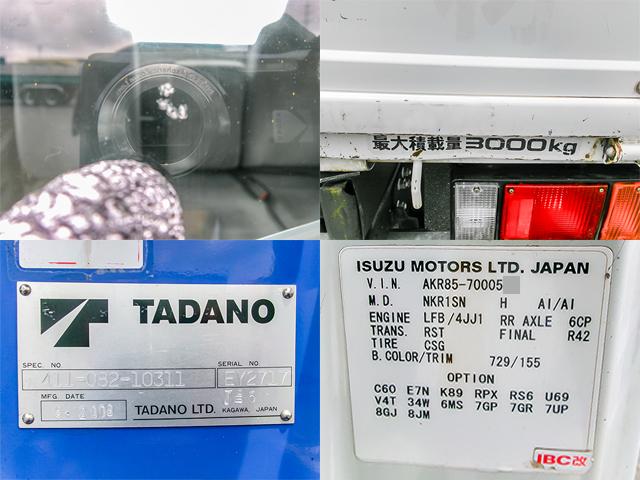 最大積載量3000kg
TADANO
SPEC. NO.
SERIAL NO.
EY2717
MFG. DATE
TADANO LTD. KAGAWA, JAPAN
ISUZU MOTORS LTD. JAPAN
V.I.N. AKR85-70005
M.D. NKR1SN H AI/AI
ENGINE LFB/4JJ1 RR AXLE 6CP
TRANS. RST FINAL R42
TIRE CSG
B.COLOR/TRIM 729/155
OPTION
C60 E7N K89 RPX RS6 U69
V4T 34W 6MS 7GP 7GR 7UP
8GJ 8JM
IBC改